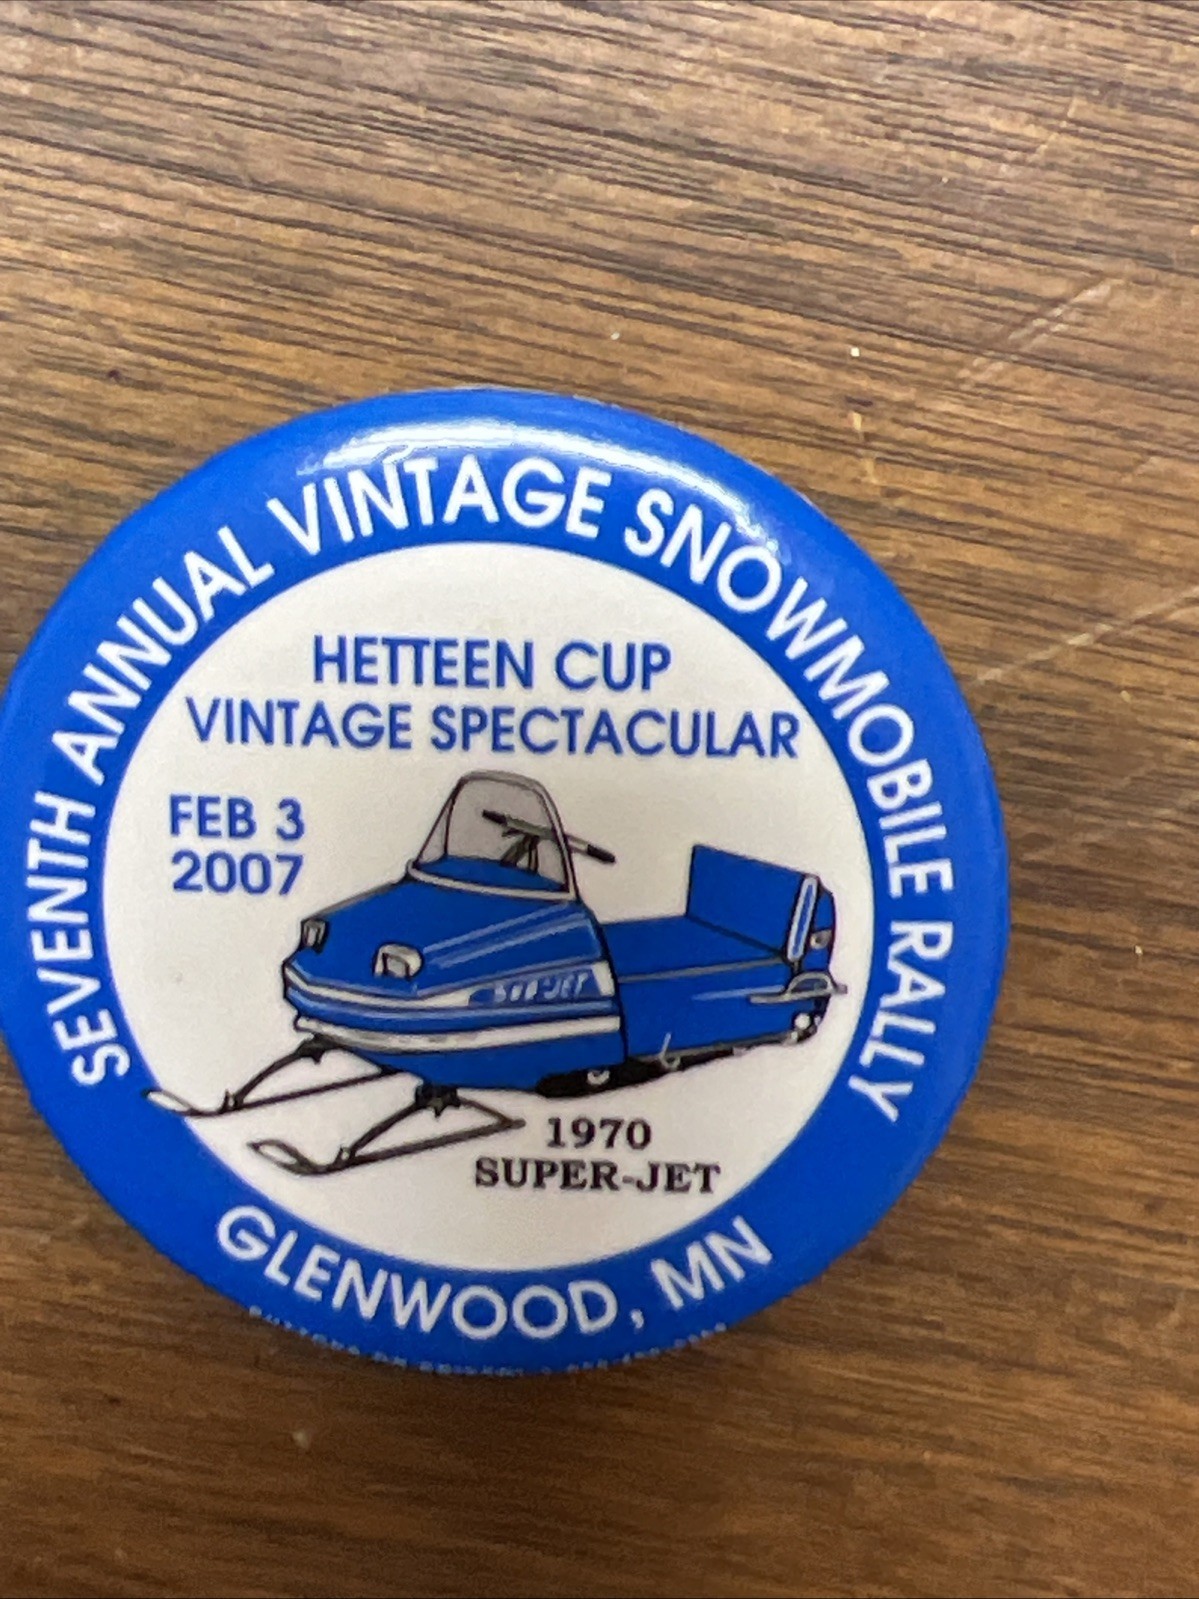 SEVENTH ANNUAL VINTAGE SNOWMOBILE RALLY
HETTEEN CUP
VINTAGE SPECTACULAR
FEB 3
2007
1970
SUPER-JET
GLENWOOD, MN